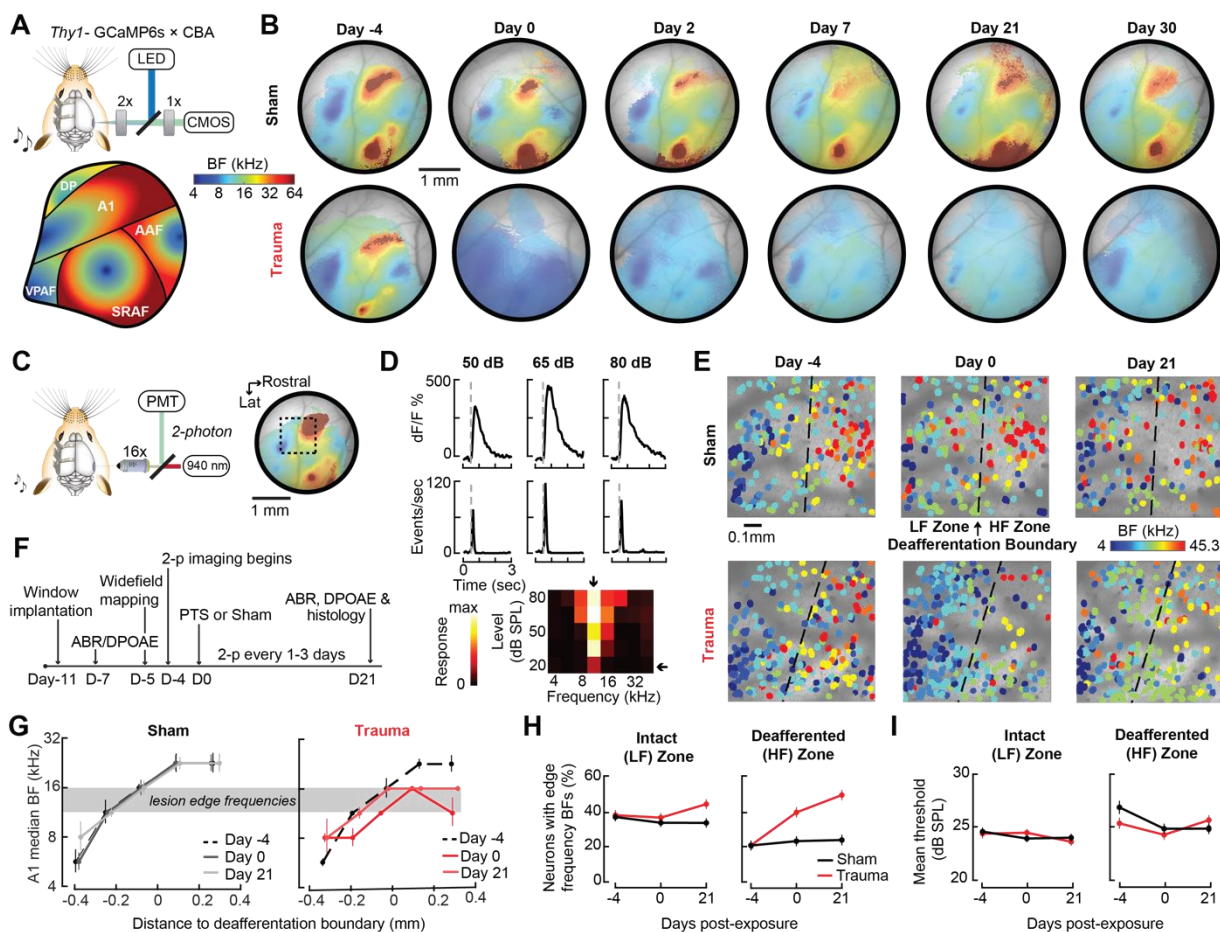 A
Thy1- GCaMP6s × CBA
LED
2x
1x
CMOS
BF (kHz)
4 8 16 32 64
DP
A1
AAF
VPAF
SRAF
B
Day -4
Day 0
Day 2
Day 7
Day 21
Day 30
Sham
1 mm
Trauma
C
PMT
2-photon
16x
940 nm
Rostral
Lat
1 mm
D
50 dB
65 dB
80 dB
500
dF/F %
0
120
Events/sec
0
0 3
Time (sec)
max
Response
0
80
50
20
Level
(dB SPL)
4 8 16 32
Frequency (kHz)
E
Day -4
Day 0
Day 21
Sham
0.1mm
LF Zone
HF Zone
Deafferentation Boundary
BF (kHz)
4 45.3
Trauma
F
2-p imaging begins
Window
implantation
Widefield
mapping
ABR/DPOAE
PTS or Sham
ABR, DPOAE &
histology
2-p every 1-3 days
Day-11
D-7
D-5
D-4
D0
D21
G
Sham
Trauma
A1 median BF (kHz)
32
16
8
4
lesion edge frequencies
Day -4
Day 0
Day 21
Day -4
Day 0
Day 21
-0.4 -0.2 0 0.2 0.4
-0.4 -0.2 0 0.2 0.4
Distance to deafferentation boundary (mm)
H
Intact
(LF) Zone
Deafferented
(HF) Zone
Neurons with edge
frequency BFs (%)
60
40
20
0
Sham
Trauma
-4 0 21
-4 0 21
Days post-exposure
I
Intact
(LF) Zone
Deafferented
(HF) Zone
Mean threshold
(dB SPL)
30
25
20
-4 0 21
-4 0 21
Days post-exposure